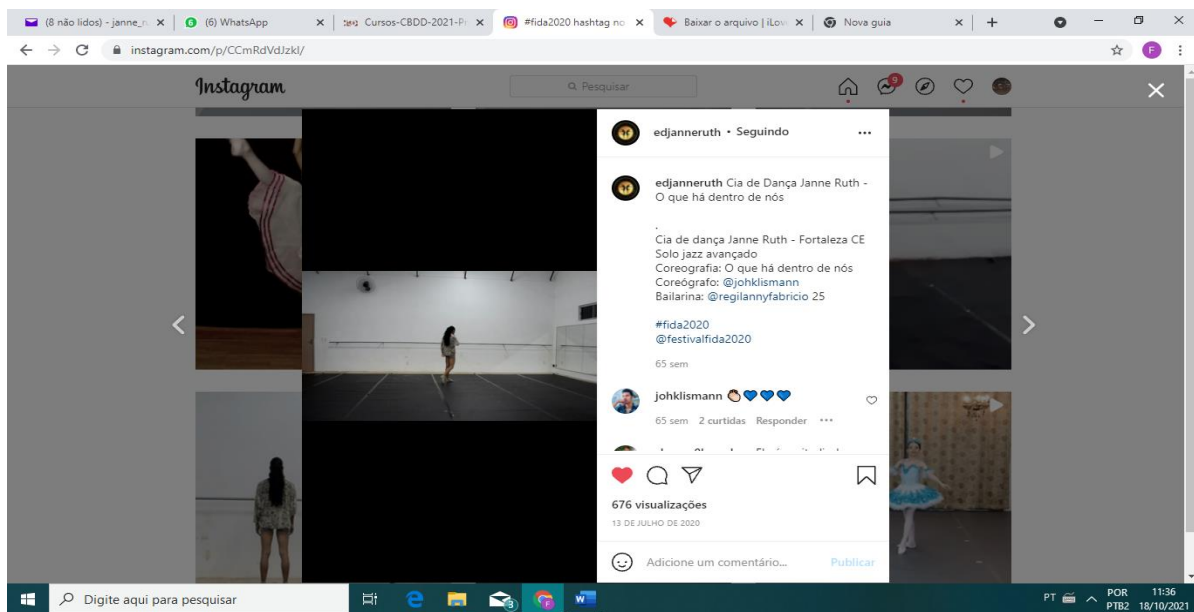 (8 não lidos) - janne_r
(6) WhatsApp
Cursos-CBDD-2021-Pr
#fida2020 hashtag no
Baixar o arquivo | iLov
Nova guia
instagram.com/p/CCmRdVdJzkI/
Instagram
Pesquisar
9
edjanneruth • Seguindo
edjanneruth Cia de Dança Janne Ruth -
O que há dentro de nós
.
Cia de dança Janne Ruth - Fortaleza CE
Solo jazz avançado
Coreografia: O que há dentro de nós
Coreógrafo: @johklismann
Bailarina: @regilannyfabricio 25
#fida2020
@festivalfida2020
65 sem
johklismann
65 sem 2 curtidas Responder
676 visualizações
13 DE JULHO DE 2020
Adicione um comentário... Publicar
Digite aqui para pesquisar
PT
POR
PTB2
11:36
18/10/2021